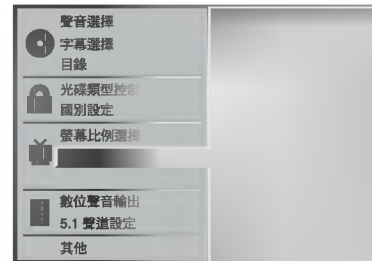 聲音選擇
字幕選擇
目錄
光碟類型控制
國別設定
螢幕比例選擇
數位聲音輸出
5.1 聲道設定
其他